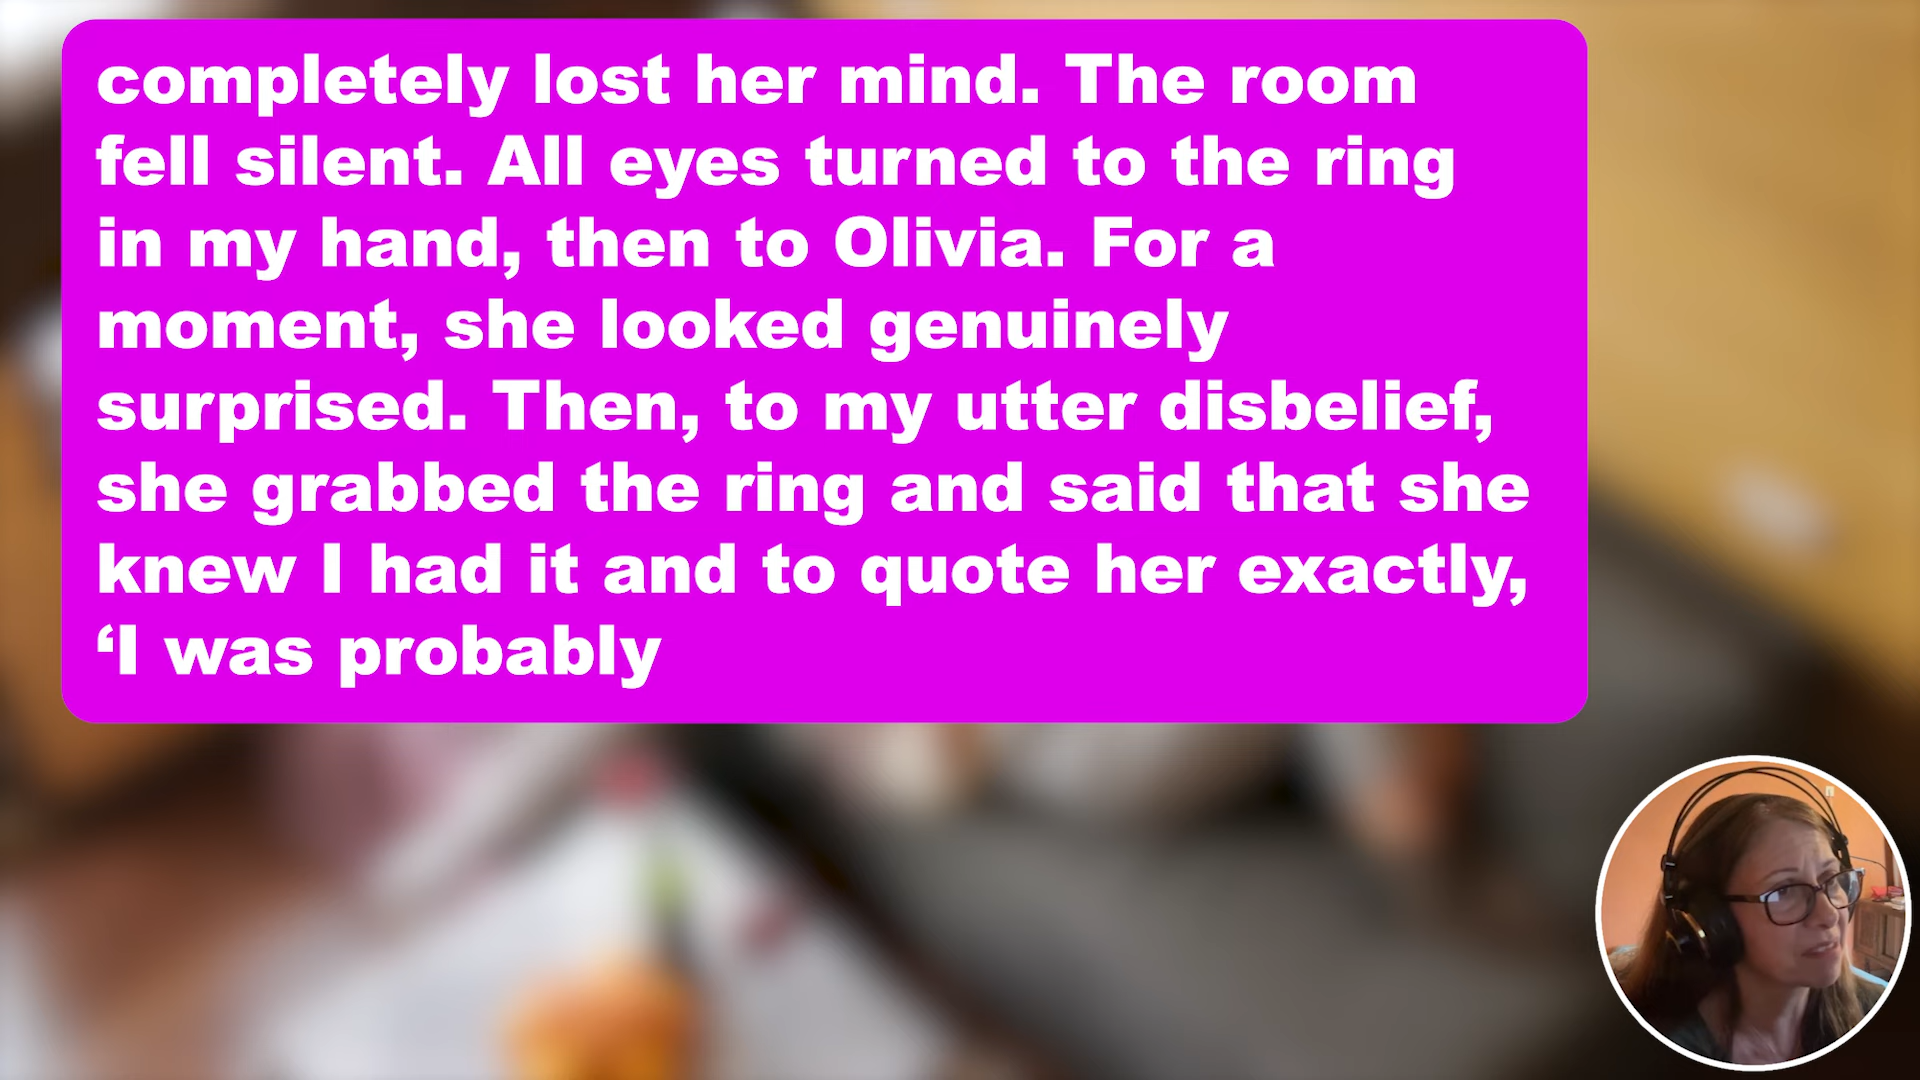 completely lost her mind. The room
fell silent. All eyes turned to the ring
in my hand, then to Olivia. For a
moment, she looked genuinely
surprised. Then, to my utter disbelief,
she grabbed the ring and said that she
knew I had it and to quote her exactly,
‘I was probably